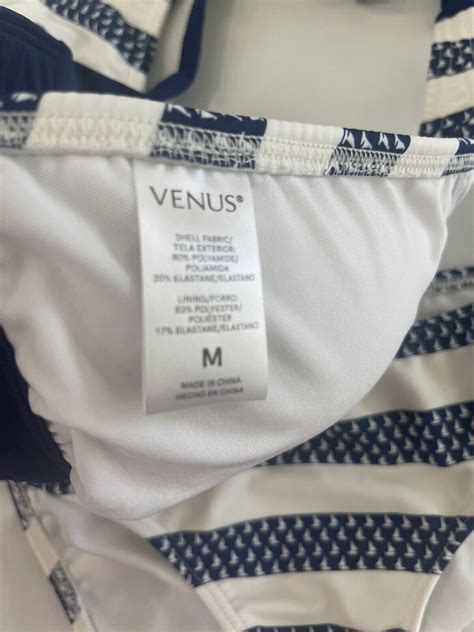 VENUS®
SHELL FABRIC/
TELA EXTERIOR:
80% POLYAMIDE/
POLIAMIDA
20% ELASTANE/ELASTANO
LINING/FORRO:
83% POLYESTER/
POLIÉSTER
17% ELASTANE/ELASTANO
M
MADE IN CHINA
HECHO EN CHINA